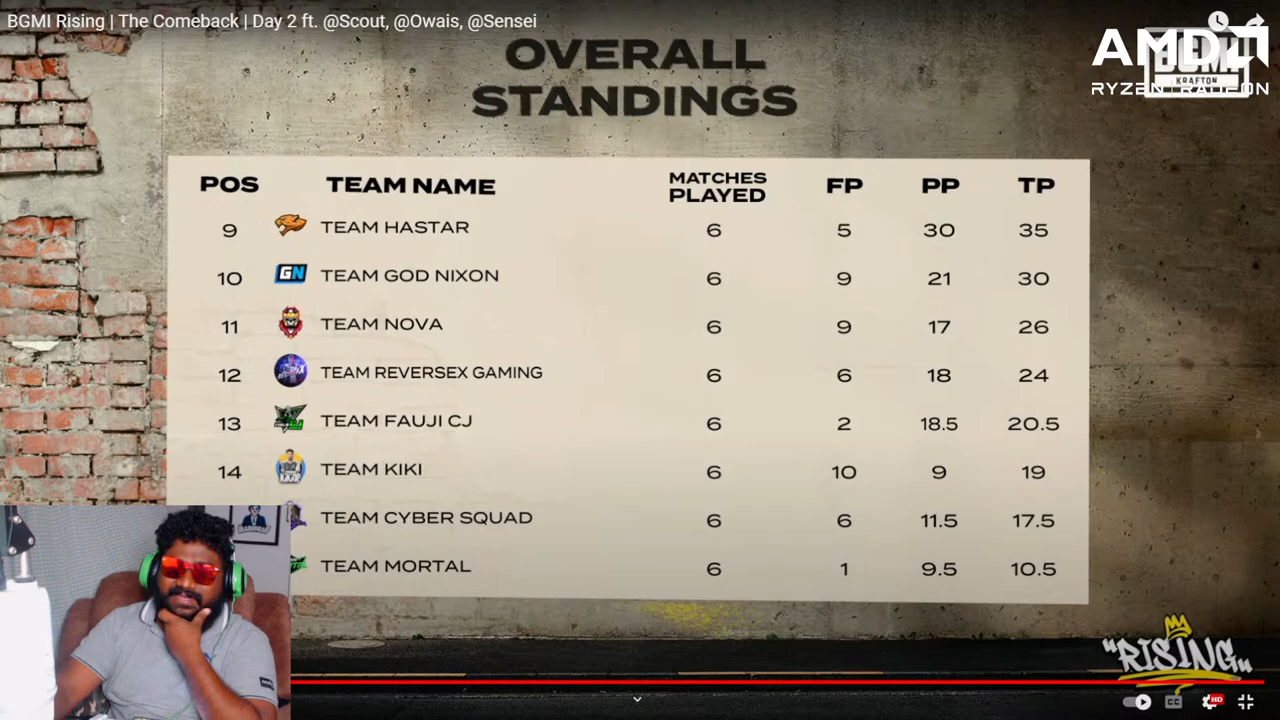 BGMI Rising | The Comeback | Day 2 ft. @Scout, @Owais, @Sensei
AMD
RYZEN | RADEON
BGMI
KRAFTON
OVERALL
STANDINGS
POS TEAM NAME MATCHES PLAYED FP PP TP
9 TEAM HASTAR 6 5 30 35
10 GN TEAM GOD NIXON 6 9 21 30
11 TEAM NOVA 6 9 17 26
12 TEAM REVERSEX GAMING 6 6 18 24
13 TEAM FAUJI CJ 6 2 18.5 20.5
14 TEAM KIKI 6 10 9 19
TEAM CYBER SQUAD 6 6 11.5 17.5
TEAM MORTAL 6 1 9.5 10.5
"RISING"
CC HD